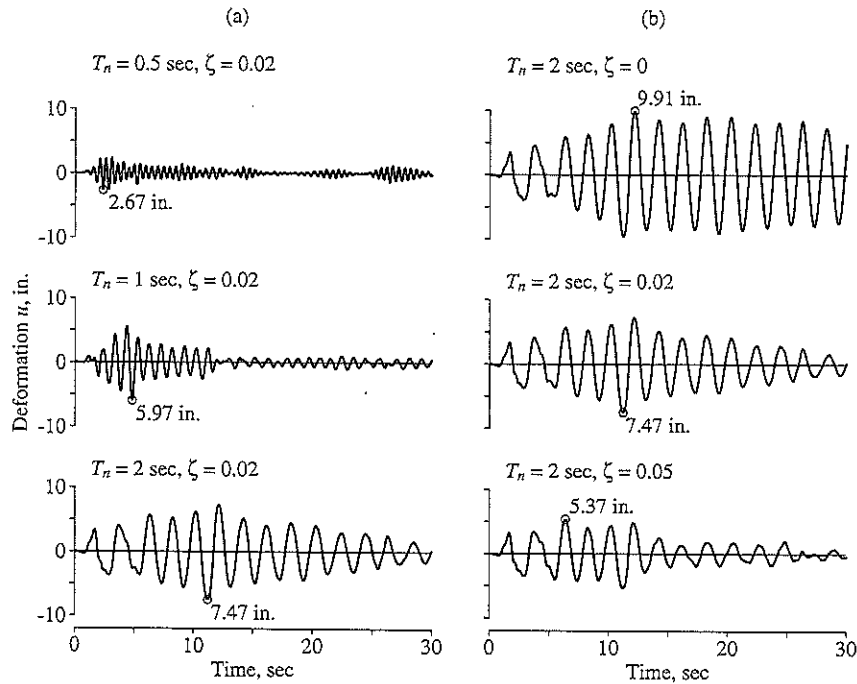 (a)
T_n = 0.5 sec, ζ = 0.02
10
0
-10
2.67 in.
T_n = 1 sec, ζ = 0.02
10
0
-10
5.97 in.
T_n = 2 sec, ζ = 0.02
10
0
-10
7.47 in.
Deformation u, in.
0
10
20
30
Time, sec
(b)
T_n = 2 sec, ζ = 0
9.91 in.
T_n = 2 sec, ζ = 0.02
7.47 in.
T_n = 2 sec, ζ = 0.05
5.37 in.
0
10
20
30
Time, sec